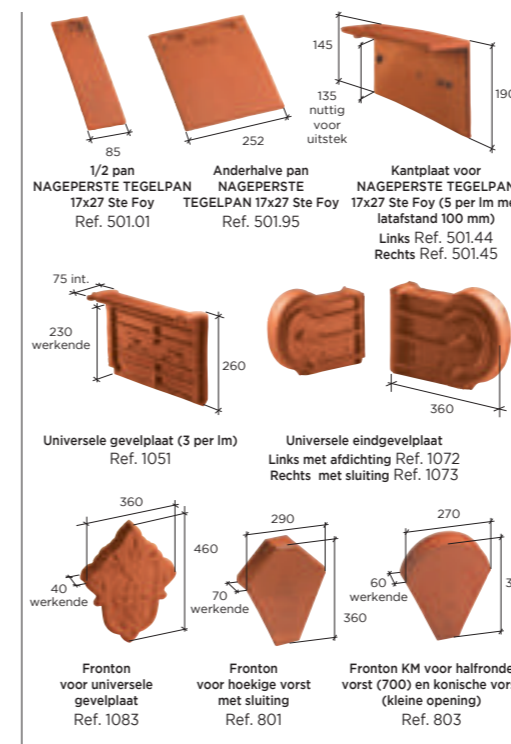 145
135
nuttig
voor
uitstek
190
85
252
1/2 pan
NAGEPERSTE TEGELPAN
17x27 Ste Foy
Ref. 501.01
Anderhalve pan
NAGEPERSTE
TEGELPAN 17x27 Ste Foy
Ref. 501.95
Kantplaat voor
NAGEPERSTE TEGELPAN
17x27 Ste Foy (5 per lm me
latafstand 100 mm)
Links Ref. 501.44
Rechts Ref. 501.45
75 int.
230
werkende
260
360
Universele gevelplaat (3 per lm)
Ref. 1051
Universele eindgevelplaat
Links met afdichting Ref. 1072
Rechts met sluiting Ref. 1073
360
460
40
werkende
290
70
werkende
360
270
60
werkende
3
Fronton
voor universele
gevelplaat
Ref. 1083
Fronton
voor hoekige vorst
met sluiting
Ref. 801
Fronton KM voor halfronde
vorst (700) en konische vors
(kleine opening)
Ref. 803